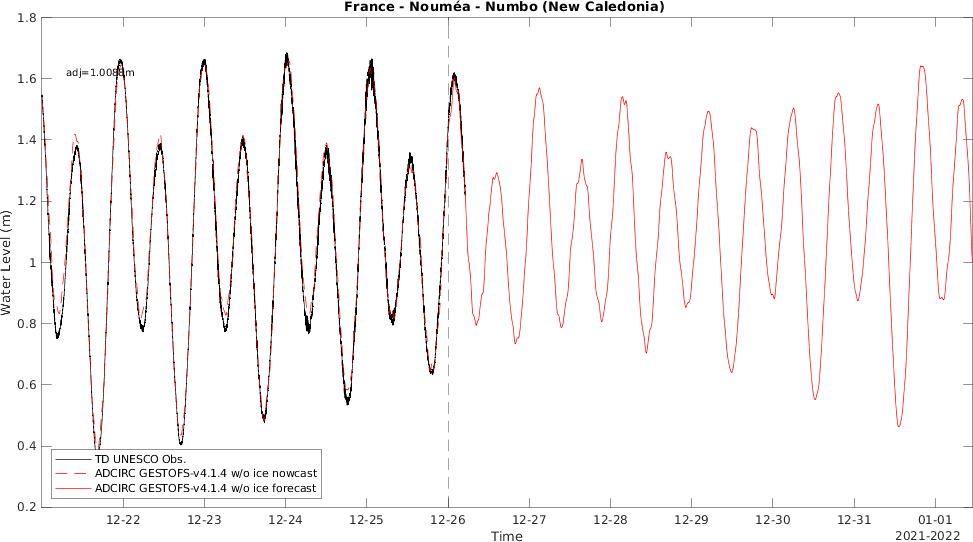 France - Nouméa - Numbo (New Caledonia)
1.8
1.6
1.4
1.2
1
0.8
0.6
0.4
0.2
Water Level (m)
adj=1.0088m
TD UNESCO Obs.
ADCIRC GESTOFS-v4.1.4 w/o ice nowcast
ADCIRC GESTOFS-v4.1.4 w/o ice forecast
12-22 12-23 12-24 12-25 12-26 12-27 12-28 12-29 12-30 12-31 01-01
Time
2021-2022